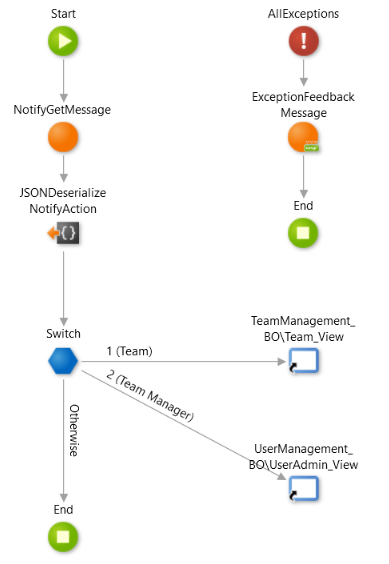 Start
AllExceptions
NotifyGetMessage
ExceptionFeedback
Message
JSONDeserialize
NotifyAction
{}
End
Switch
1 (Team)
TeamManagement_
BO\Team_View
2 (Team Manager)
Otherwise
UserManagement_
BO\UserAdmin_View
End